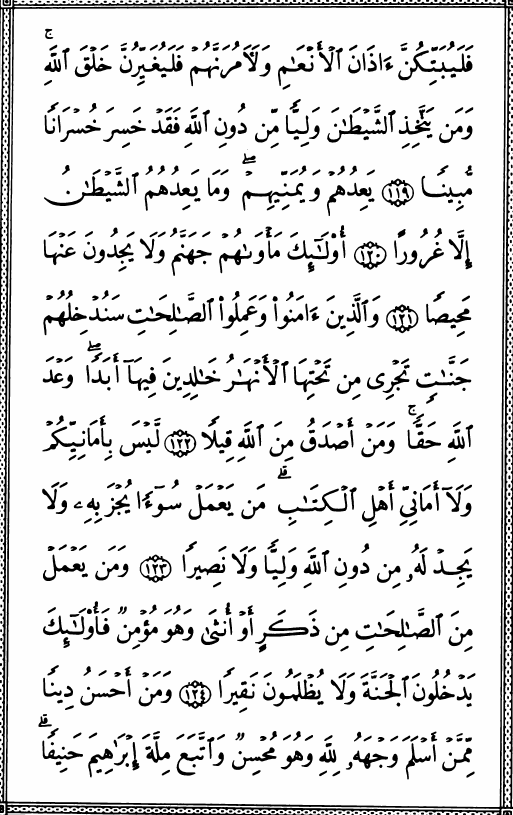 فَلَيُبَتِّكُنَّ ءَاذَانَ ٱلْأَنْعَٰمِ وَلَءَامُرَنَّهُمْ فَلَيُغَيِّرُنَّ خَلْقَ ٱللَّهِ ۚ
وَمَن يَتَّخِذِ ٱلشَّيْطَٰنَ وَلِيًّا مِّن دُونِ ٱللَّهِ فَقَدْ خَسِرَ خُسْرَانًا
مُّبِينًا ١١٩ يَعِدُهُمْ وَيُمَنِّيهِمْ ۖ وَمَا يَعِدُهُمُ ٱلشَّيْطَٰنُ
إِلَّا غُرُورًا ١٢٠ أُو۟لَٰٓئِكَ مَأْوَىٰهُمْ جَهَنَّمُ وَلَا يَجِدُونَ عَنْهَا
مَحِيصًا ١٢١ وَٱلَّذِينَ ءَامَنُوا۟ وَعَمِلُوا۟ ٱلصَّٰلِحَٰتِ سَنُدْخِلُهُمْ
جَنَّٰتٍ تَجْرِى مِن تَحْتِهَا ٱلْأَنْهَٰرُ خَٰلِدِينَ فِيهَآ أَبَدًا ۖ وَعْدَ
ٱللَّهِ حَقًّا ۚ وَمَنْ أَصْدَقُ مِنَ ٱللَّهِ قِيلًا ١٢٢ لَّيْسَ بِأَمَانِيِّكُمْ
وَلَآ أَمَانِىِّ أَهْلِ ٱلْكِتَٰبِ ۗ مَن يَعْمَلْ سُوٓءًا يُجْزَ بِهِۦ وَلَا
يَجِدْ لَهُۥ مِن دُونِ ٱللَّهِ وَلِيًّا وَلَا نَصِيرًا ١٢٣ وَمَن يَعْمَلْ
مِنَ ٱلصَّٰلِحَٰتِ مِن ذَكَرٍ أَوْ أُنثَىٰ وَهُوَ مُؤْمِنٌ فَأُو۟لَٰٓئِكَ
يَدْخُلُونَ ٱلْجَنَّةَ وَلَا يُظْلَمُونَ نَقِيرًا ١٢٤ وَمَنْ أَحْسَنُ دِينًا
مِّمَّنْ أَسْلَمَ وَجْهَهُۥ لِلَّهِ وَهُوَ مُحْسِنٌ وَٱتَّبَعَ مِلَّةَ إِبْرَٰهِيمَ حَنِيفًا ۗ